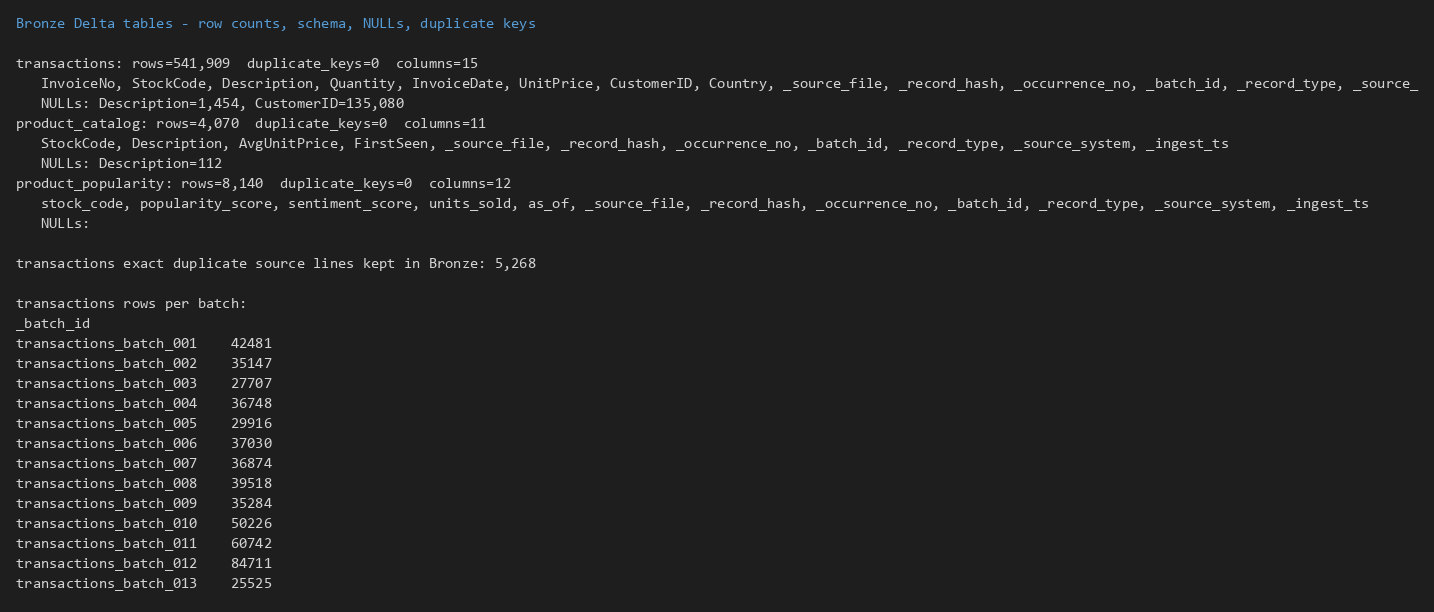 Bronze Delta tables - row counts, schema, NULLs, duplicate keys
transactions: rows=541,909  duplicate_keys=0  columns=15
InvoiceNo, StockCode, Description, Quantity, InvoiceDate, UnitPrice, CustomerID, Country, _source_file, _record_hash, _occurrence_no, _batch_id, _record_type, _source_
NULLs: Description=1,454, CustomerID=135,080
product_catalog: rows=4,070  duplicate_keys=0  columns=11
StockCode, Description, AvgUnitPrice, FirstSeen, _source_file, _record_hash, _occurrence_no, _batch_id, _record_type, _source_system, _ingest_ts
NULLs: Description=112
product_popularity: rows=8,140  duplicate_keys=0  columns=12
stock_code, popularity_score, sentiment_score, units_sold, as_of, _source_file, _record_hash, _occurrence_no, _batch_id, _record_type, _source_system, _ingest_ts
NULLs:
transactions exact duplicate source lines kept in Bronze: 5,268
transactions rows per batch:
_batch_id
transactions_batch_001    42481
transactions_batch_002    35147
transactions_batch_003    27707
transactions_batch_004    36748
transactions_batch_005    29916
transactions_batch_006    37030
transactions_batch_007    36874
transactions_batch_008    39518
transactions_batch_009    35284
transactions_batch_010    50226
transactions_batch_011    60742
transactions_batch_012    84711
transactions_batch_013    25525